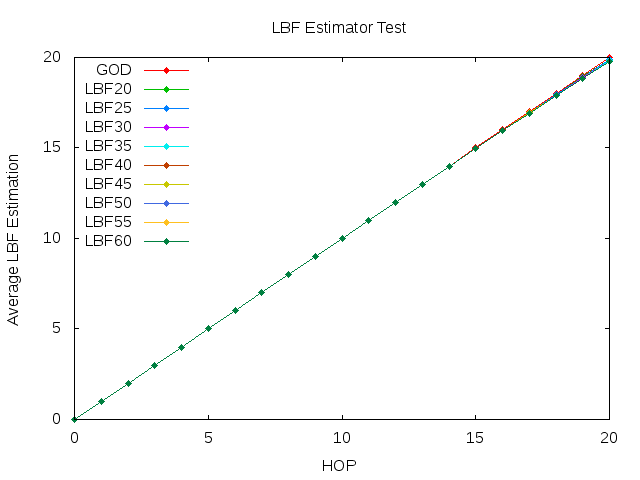 LBF Estimator Test
20
15
10
5
0
Average LBF Estimation
GOD
LBF20
LBF25
LBF30
LBF35
LBF40
LBF45
LBF50
LBF55
LBF60
0 5 10 15 20
HOP